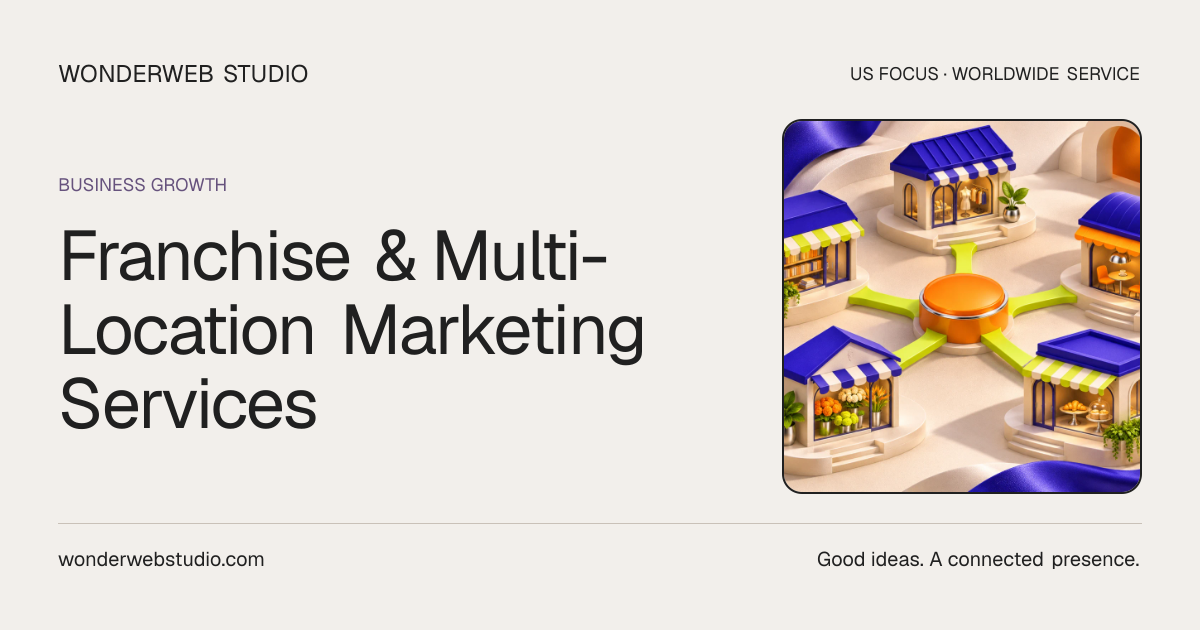 WONDERWEB STUDIO
US FOCUS · WORLDWIDE SERVICE
BUSINESS GROWTH
Franchise & Multi-
Location Marketing
Services
wonderwebstudio.com
Good ideas. A connected presence.